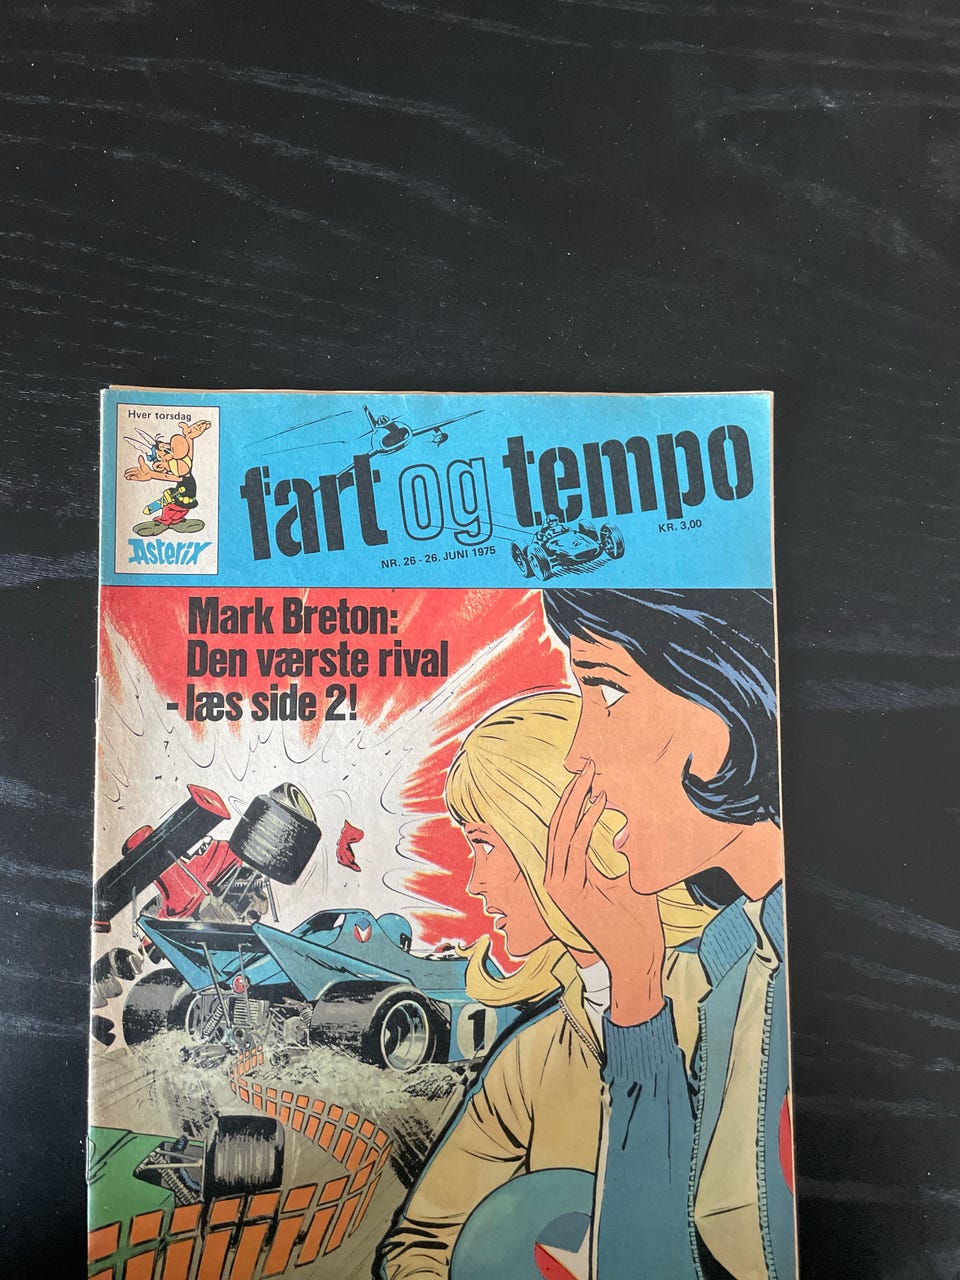 Hver torsdag
Asterix
fart og tempo
NR. 26 - 26. JUNI 1975
KR. 3,00
Mark Breton:
Den værste rival
- læs side 2!
1